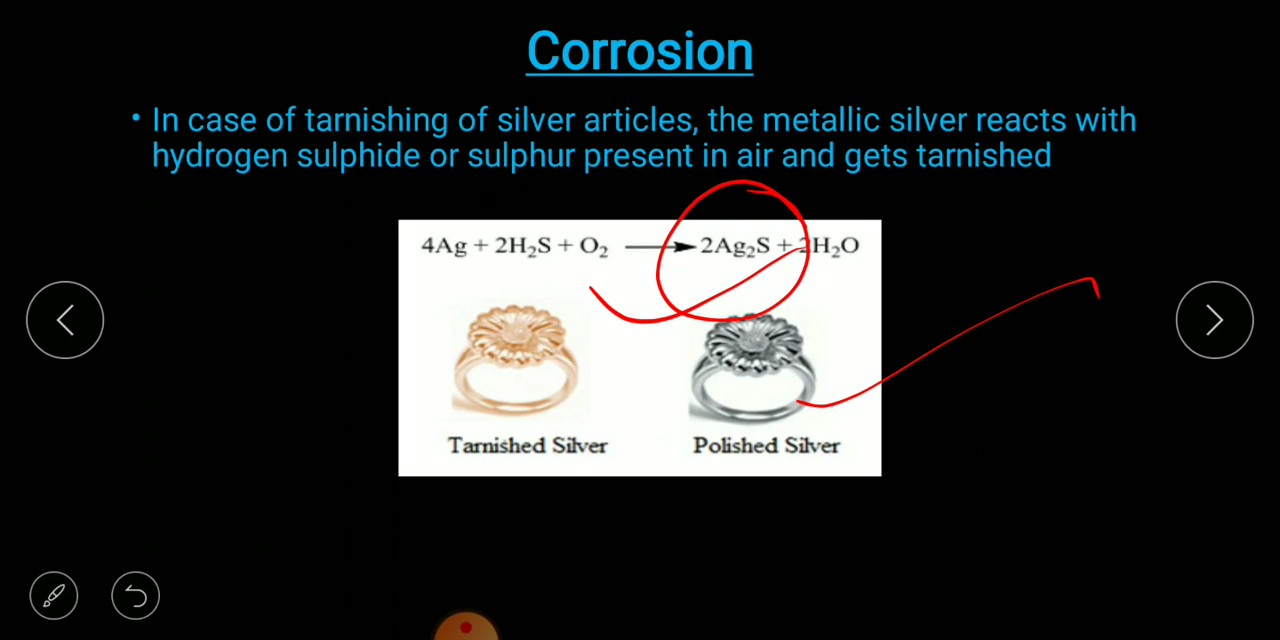 Corrosion
• In case of tarnishing of silver articles, the metallic silver reacts with
hydrogen sulphide or sulphur present in air and gets tarnished
4Ag + 2H₂S + O₂ ⟶ 2Ag₂S + 2H₂O
Tarnished Silver
Polished Silver